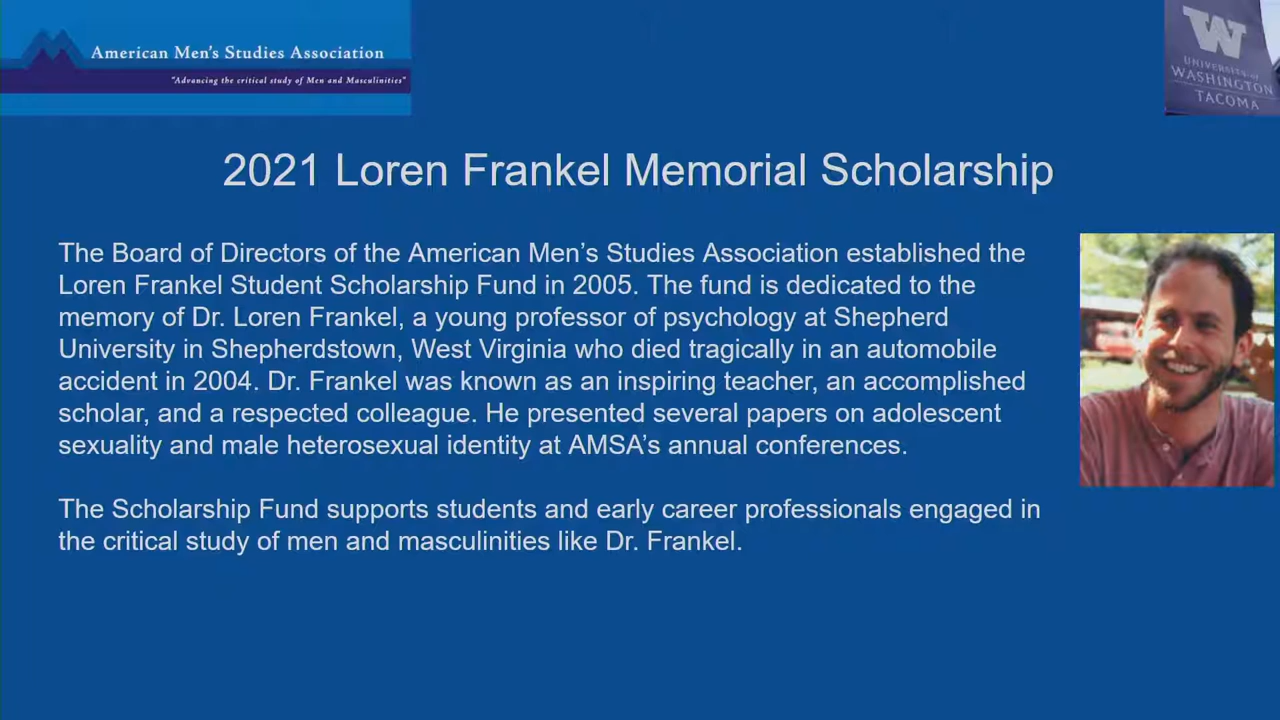 American Men's Studies Association
"Advancing the critical study of Men and Masculinities"
W
UNIVERSITY of
WASHINGTON
TACOMA
2021 Loren Frankel Memorial Scholarship
The Board of Directors of the American Men’s Studies Association established the
Loren Frankel Student Scholarship Fund in 2005. The fund is dedicated to the
memory of Dr. Loren Frankel, a young professor of psychology at Shepherd
University in Shepherdstown, West Virginia who died tragically in an automobile
accident in 2004. Dr. Frankel was known as an inspiring teacher, an accomplished
scholar, and a respected colleague. He presented several papers on adolescent
sexuality and male heterosexual identity at AMSA’s annual conferences.
The Scholarship Fund supports students and early career professionals engaged in
the critical study of men and masculinities like Dr. Frankel.